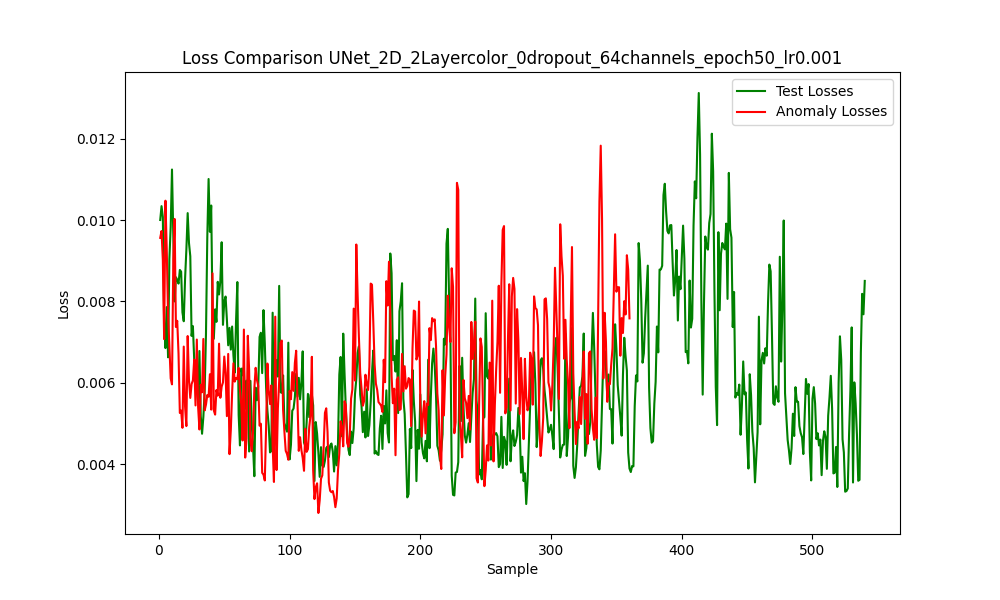 Loss Comparison UNet_2D_2Layercolor_0dropout_64channels_epoch50_lr0.001
Test Losses
Anomaly Losses
0.012
0.010
0.008
0.006
0.004
Loss
0
100
200
300
400
500
Sample